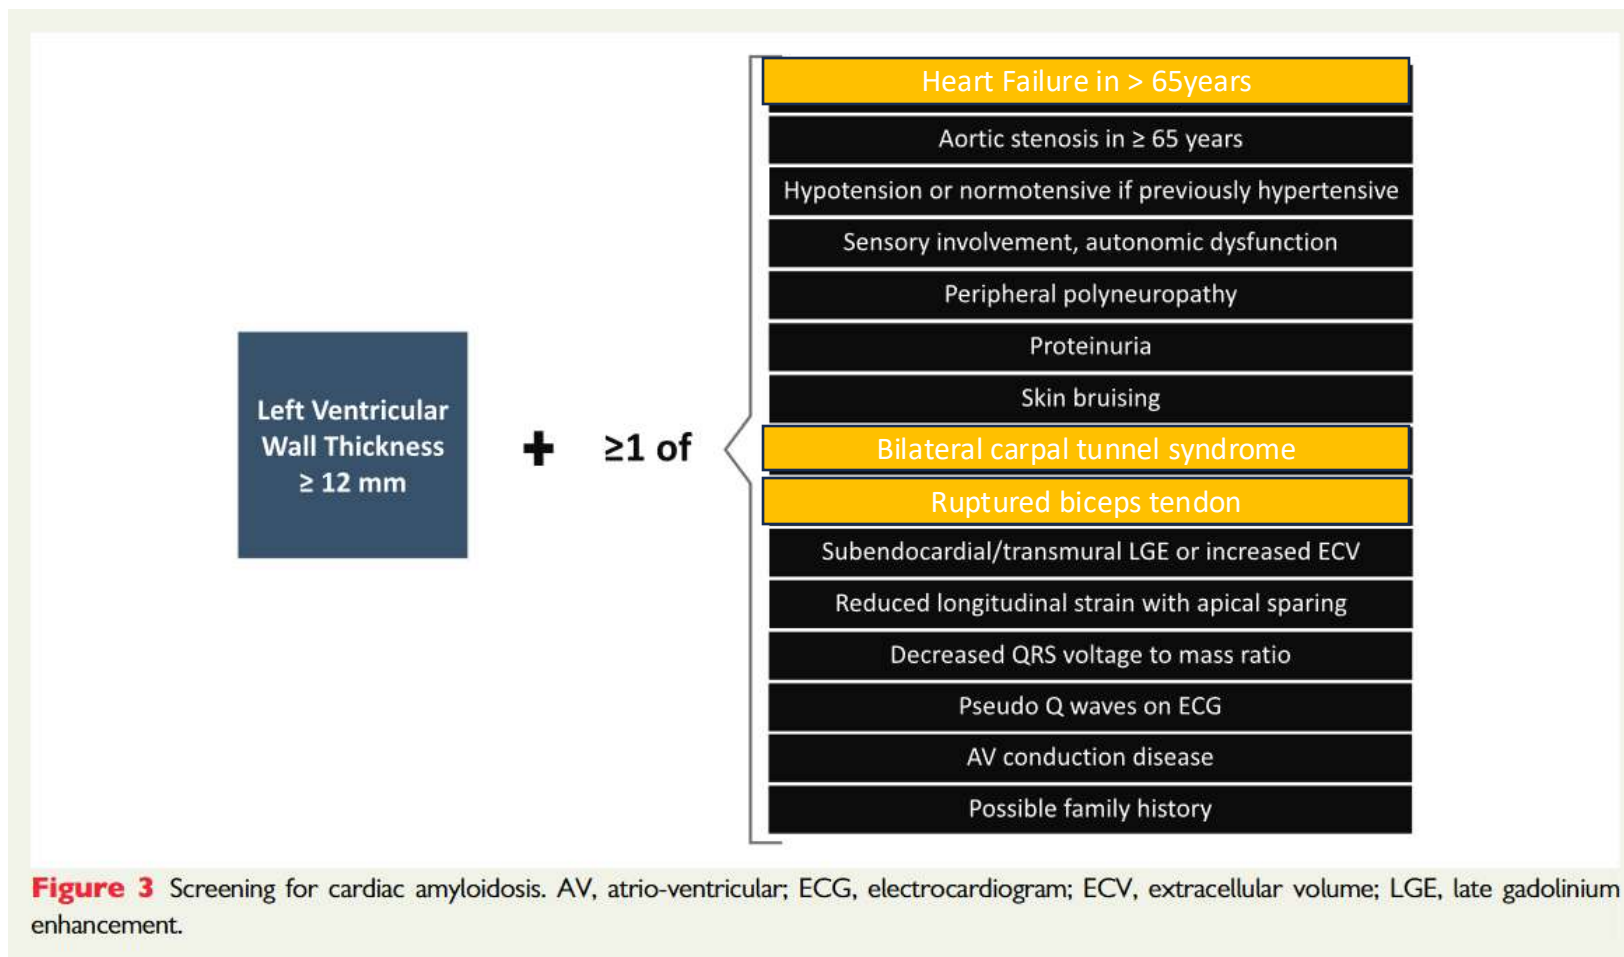 Heart Failure in > 65years
Aortic stenosis in ≥ 65 years
Hypotension or normotensive if previously hypertensive
Sensory involvement, autonomic dysfunction
Peripheral polyneuropathy
Proteinuria
Skin bruising
Left Ventricular
Wall Thickness
≥ 12 mm
+
≥1 of
Bilateral carpal tunnel syndrome
Ruptured biceps tendon
Subendocardial/transmural LGE or increased ECV
Reduced longitudinal strain with apical sparing
Decreased QRS voltage to mass ratio
Pseudo Q waves on ECG
AV conduction disease
Possible family history
Figure 3 Screening for cardiac amyloidosis. AV, atrio-ventricular; ECG, electrocardiogram; ECV, extracellular volume; LGE, late gadolinium
enhancement.